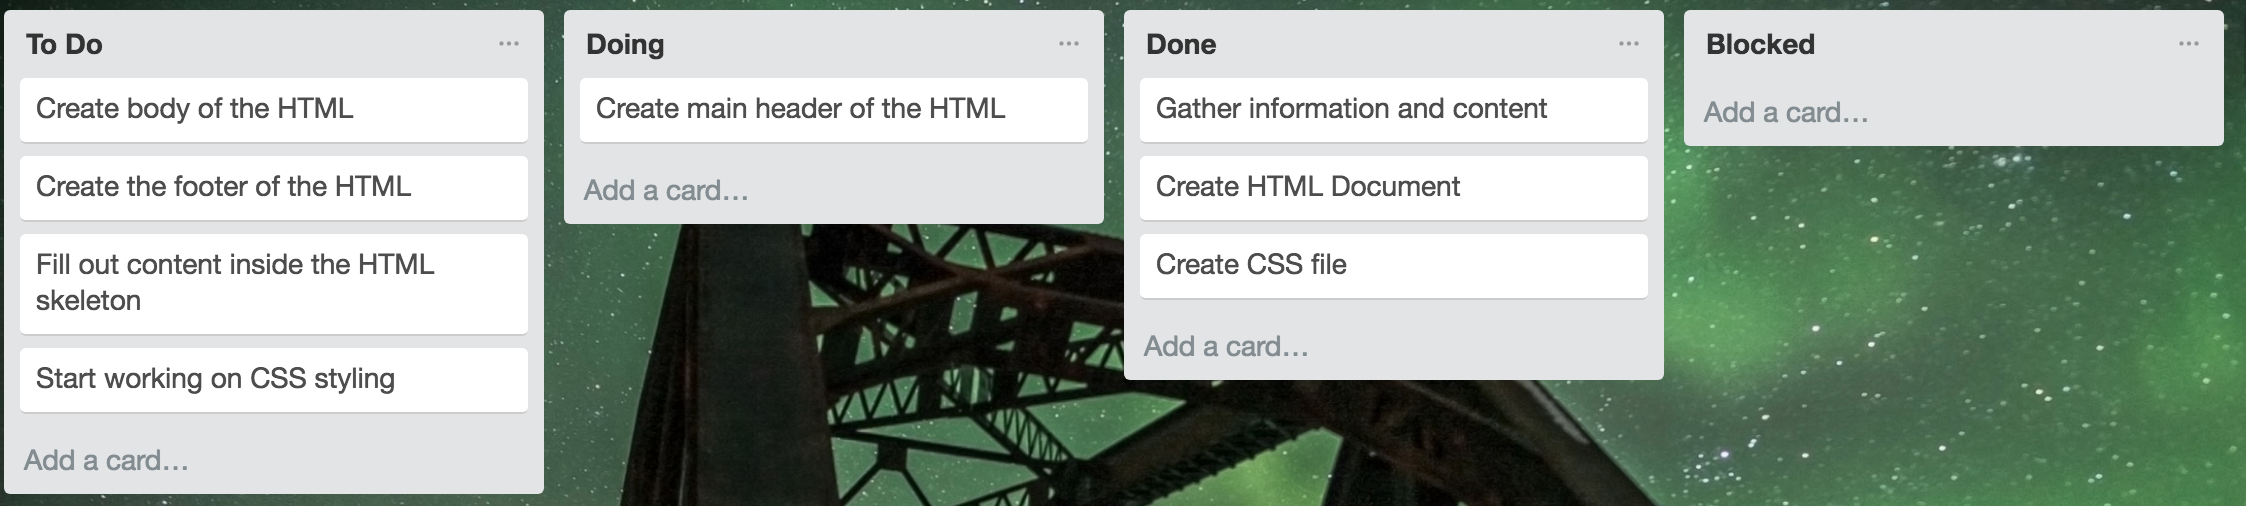 To Do
Create body of the HTML
Create the footer of the HTML
Fill out content inside the HTML
skeleton
Start working on CSS styling
Add a card…
Doing
Create main header of the HTML
Add a card…
Done
Gather information and content
Create HTML Document
Create CSS file
Add a card…
Blocked
Add a card…